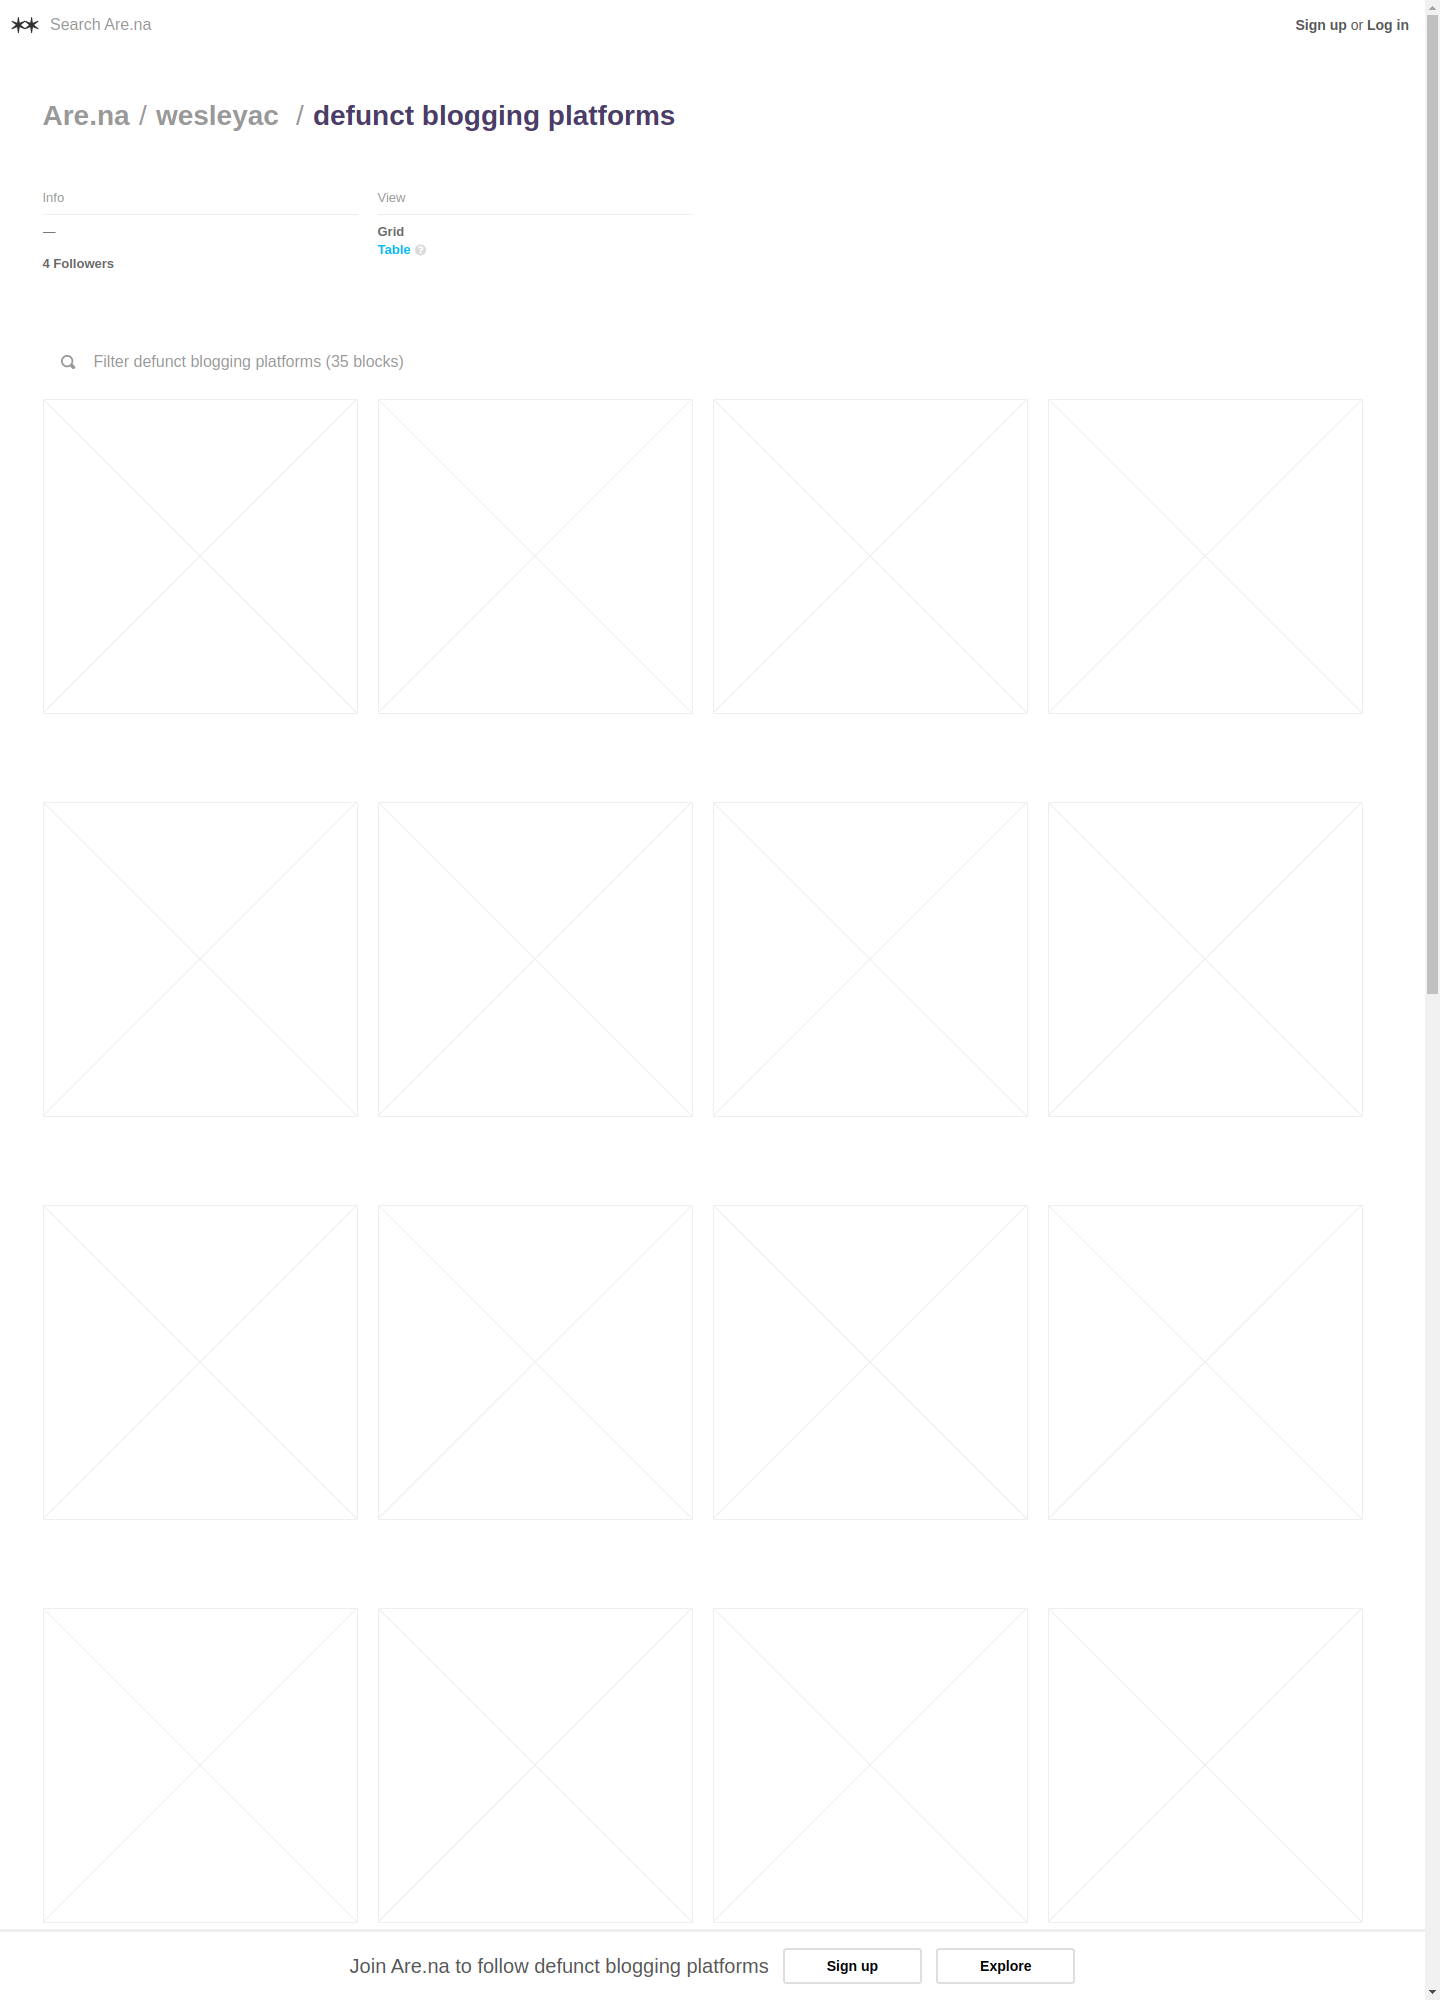 Search Are.na
Sign up or Log in
Are.na / wesleyac / defunct blogging platforms
Info
—
4 Followers
View
Grid
Table ?
Filter defunct blogging platforms (35 blocks)
Join Are.na to follow defunct blogging platforms
Sign up
Explore